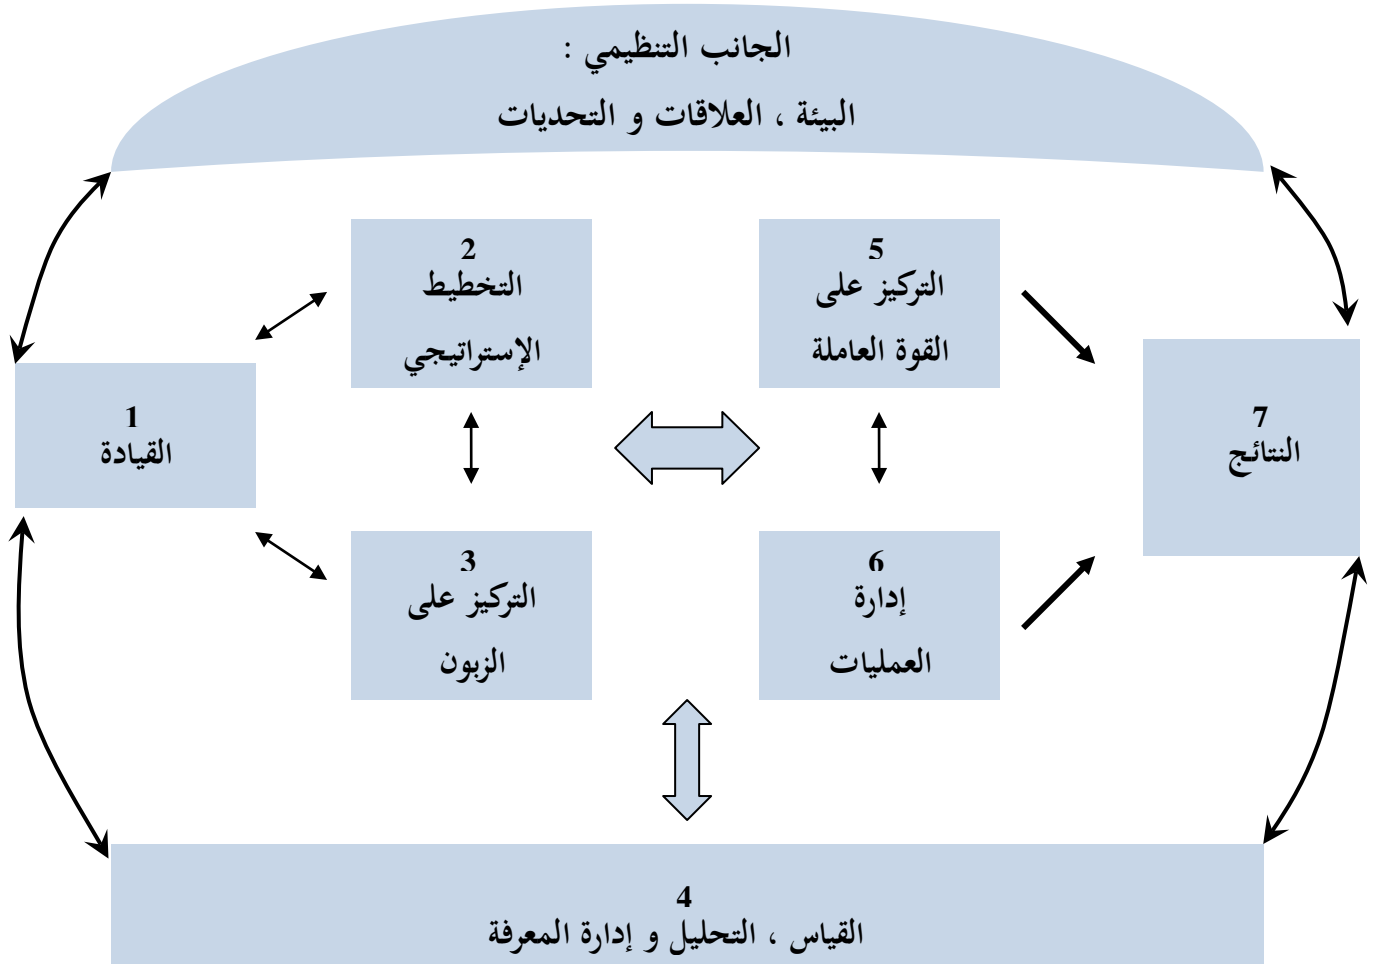 الجانب التنظيمي :
البيئة ، العلاقات و التحديات
1
القيادة
2
التخطيط
الإستراتيجي
3
التركيز على
الزبون
5
التركيز على
القوة العاملة
6
إدارة
العمليات
7
النتائج
4
القياس ، التحليل و إدارة المعرفة